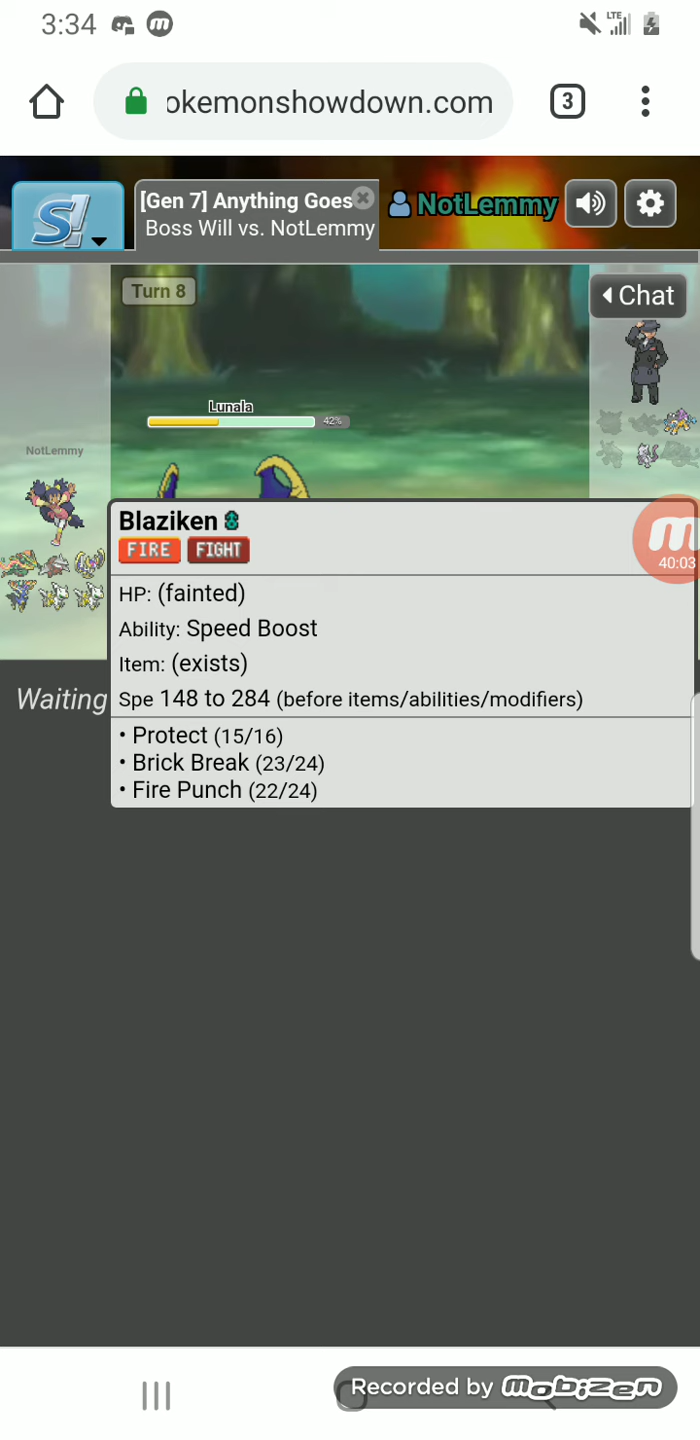 3:34
LTE
okemonshowdown.com
3
S!
[Gen 7] Anything Goes
Boss Will vs. NotLemmy
NotLemmy
Turn 8
Chat
Lunala
42%
NotLemmy
Blaziken
FIRE FIGHT
40:03
HP: (fainted)
Ability: Speed Boost
Item: (exists)
Spe 148 to 284 (before items/abilities/modifiers)
Waiting
• Protect (15/16)
• Brick Break (23/24)
• Fire Punch (22/24)
Recorded by mobizen